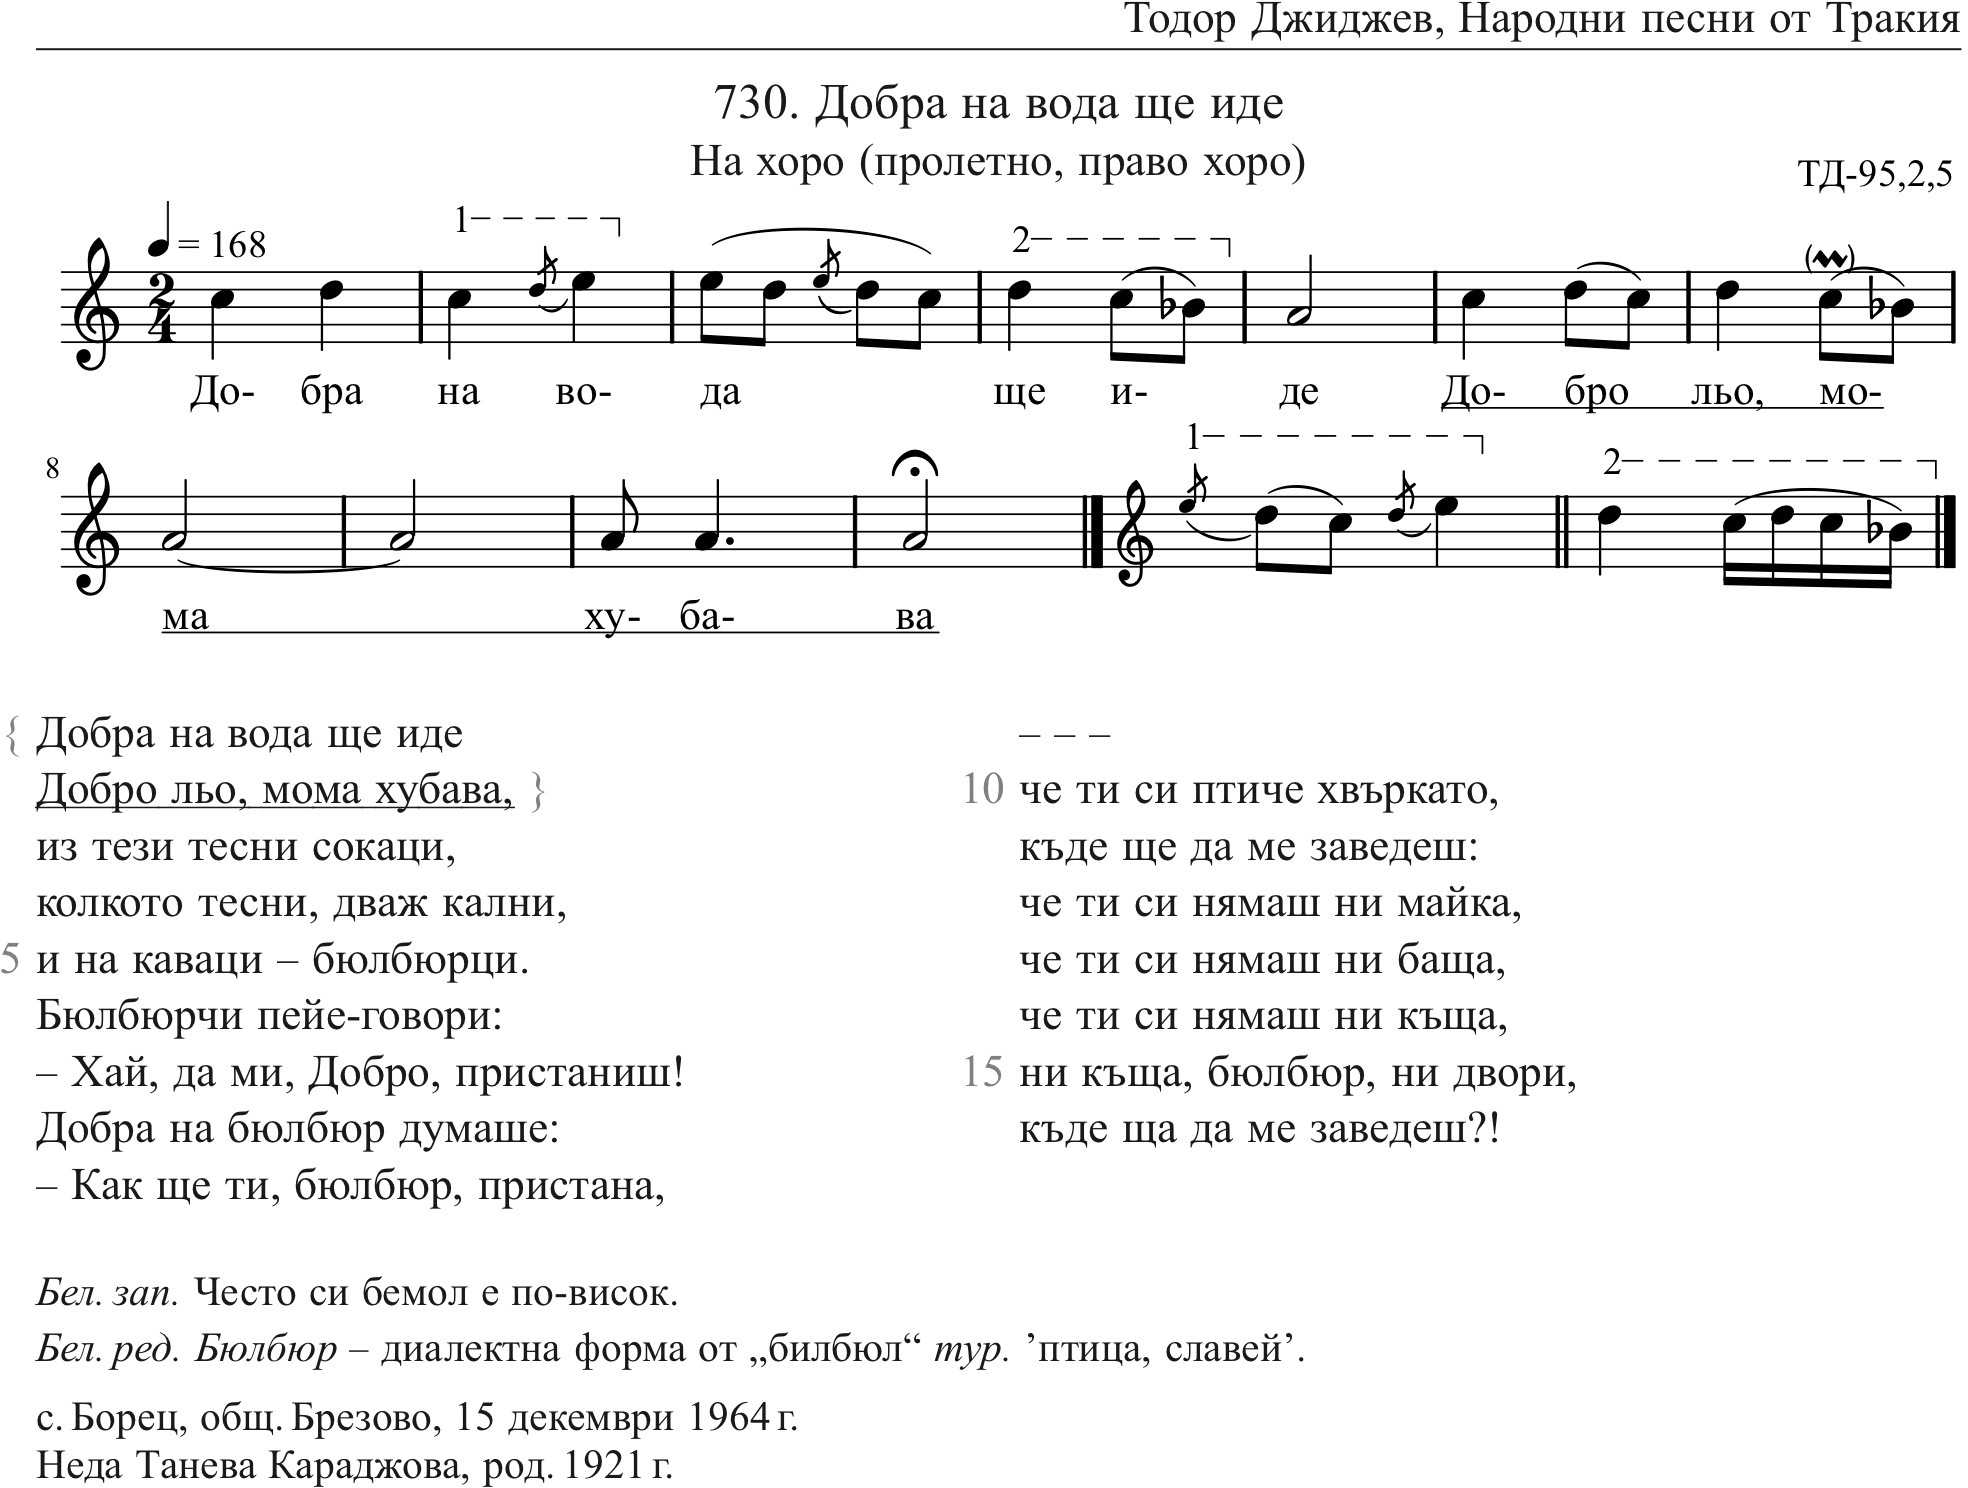 Тодор Джиджев, Народни песни от Тракия
730. Добра на вода ще иде
На хоро (пролетно, право хоро)
ТД-95,2,5
= 168
1
2
До- бра на во- да ще и- де До- бро льо, мо-
8
1
2
ма ху- ба- ва
{ Добра на вода ще иде
Добро льо, мома хубава, }
из тези тесни сокаци,
колкото тесни, дваж кални,
5 и на каваци – бюлбюрци.
Бюлбюрчи пейе-говори:
– Хай, да ми, Добро, пристаниш!
Добра на бюлбюр думаше:
– Как ще ти, бюлбюр, пристана,
– – –
10 че ти си птиче хвъркато,
къде ще да ме заведеш:
че ти си нямаш ни майка,
че ти си нямаш ни баща,
че ти си нямаш ни къща,
15 ни къща, бюлбюр, ни двори,
къде ща да ме заведеш?!
Бел. зап. Често си бемол е по-висок.
Бел. ред. Бюлбюр – диалектна форма от „билбюл“ тур. ’птица, славей’.
с. Борец, общ. Брезово, 15 декември 1964 г.
Неда Танева Караджова, род. 1921 г.